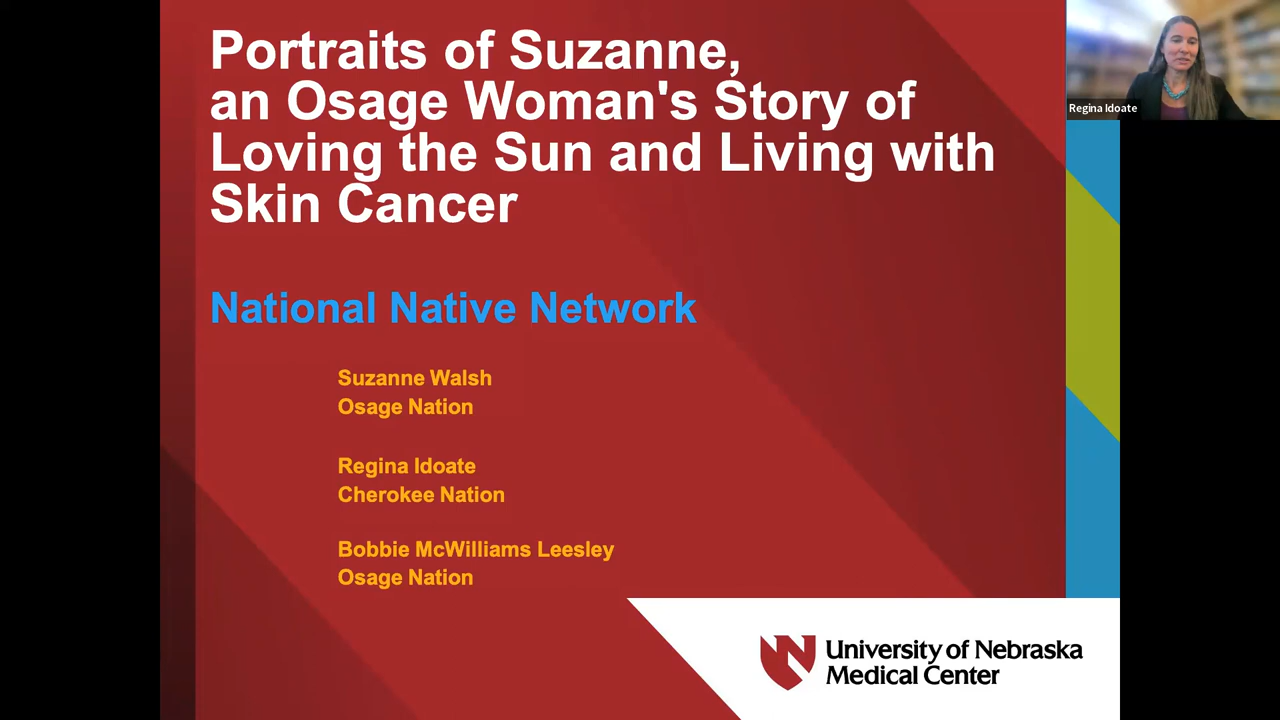 Portraits of Suzanne,
an Osage Woman's Story of
Loving the Sun and Living with
Skin Cancer
Regina Idoate
National Native Network
Suzanne Walsh
Osage Nation
Regina Idoate
Cherokee Nation
Bobbie McWilliams Leesley
Osage Nation
University of Nebraska
Medical Center